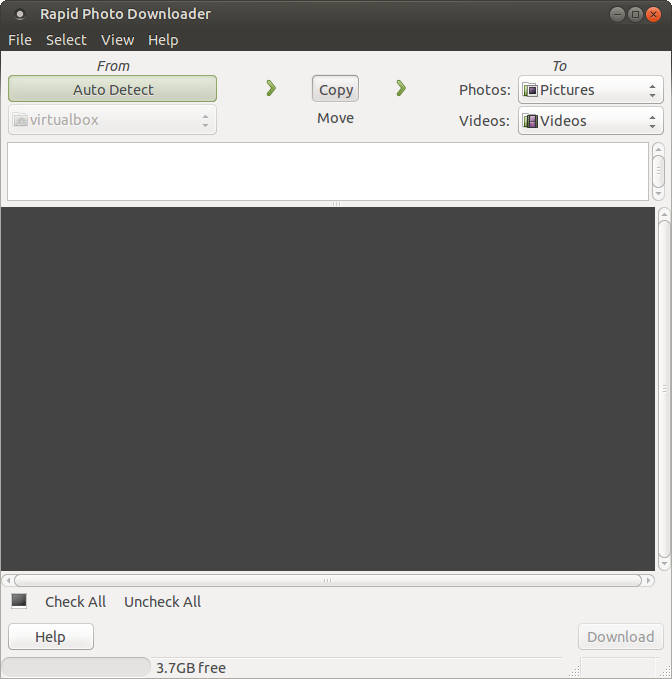 Rapid Photo Downloader
File Select View Help
From To
Auto Detect Copy Photos: Pictures
virtualbox Move Videos: Videos
Check All Uncheck All
Help Download
3.7GB free